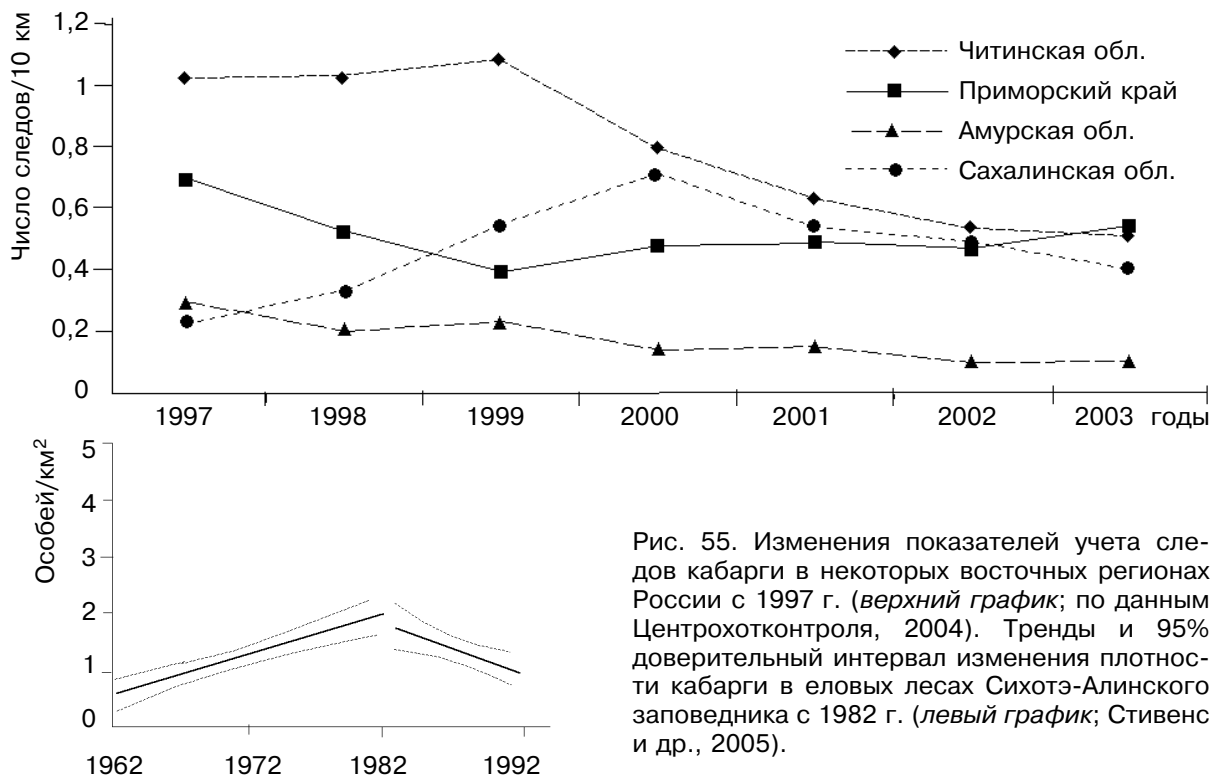 Число следов/10 км
1,2
1
0,8
0,6
0,4
0,2
0
Читинская обл.
Приморский край
Амурская обл.
Сахалинская обл.
1997 1998 1999 2000 2001 2002 2003 годы
Особей/км²
5
4
3
2
1
0
1962 1972 1982 1992
Рис. 55. Изменения показателей учета сле-
дов кабарги в некоторых восточных регионах
России с 1997 г. (верхний график; по данным
Центрохотконтроля, 2004). Тренды и 95%
доверительный интервал изменения плотнос-
ти кабарги в еловых лесах Сихотэ-Алинского
заповедника с 1982 г. (левый график; Стивенс
и др., 2005).